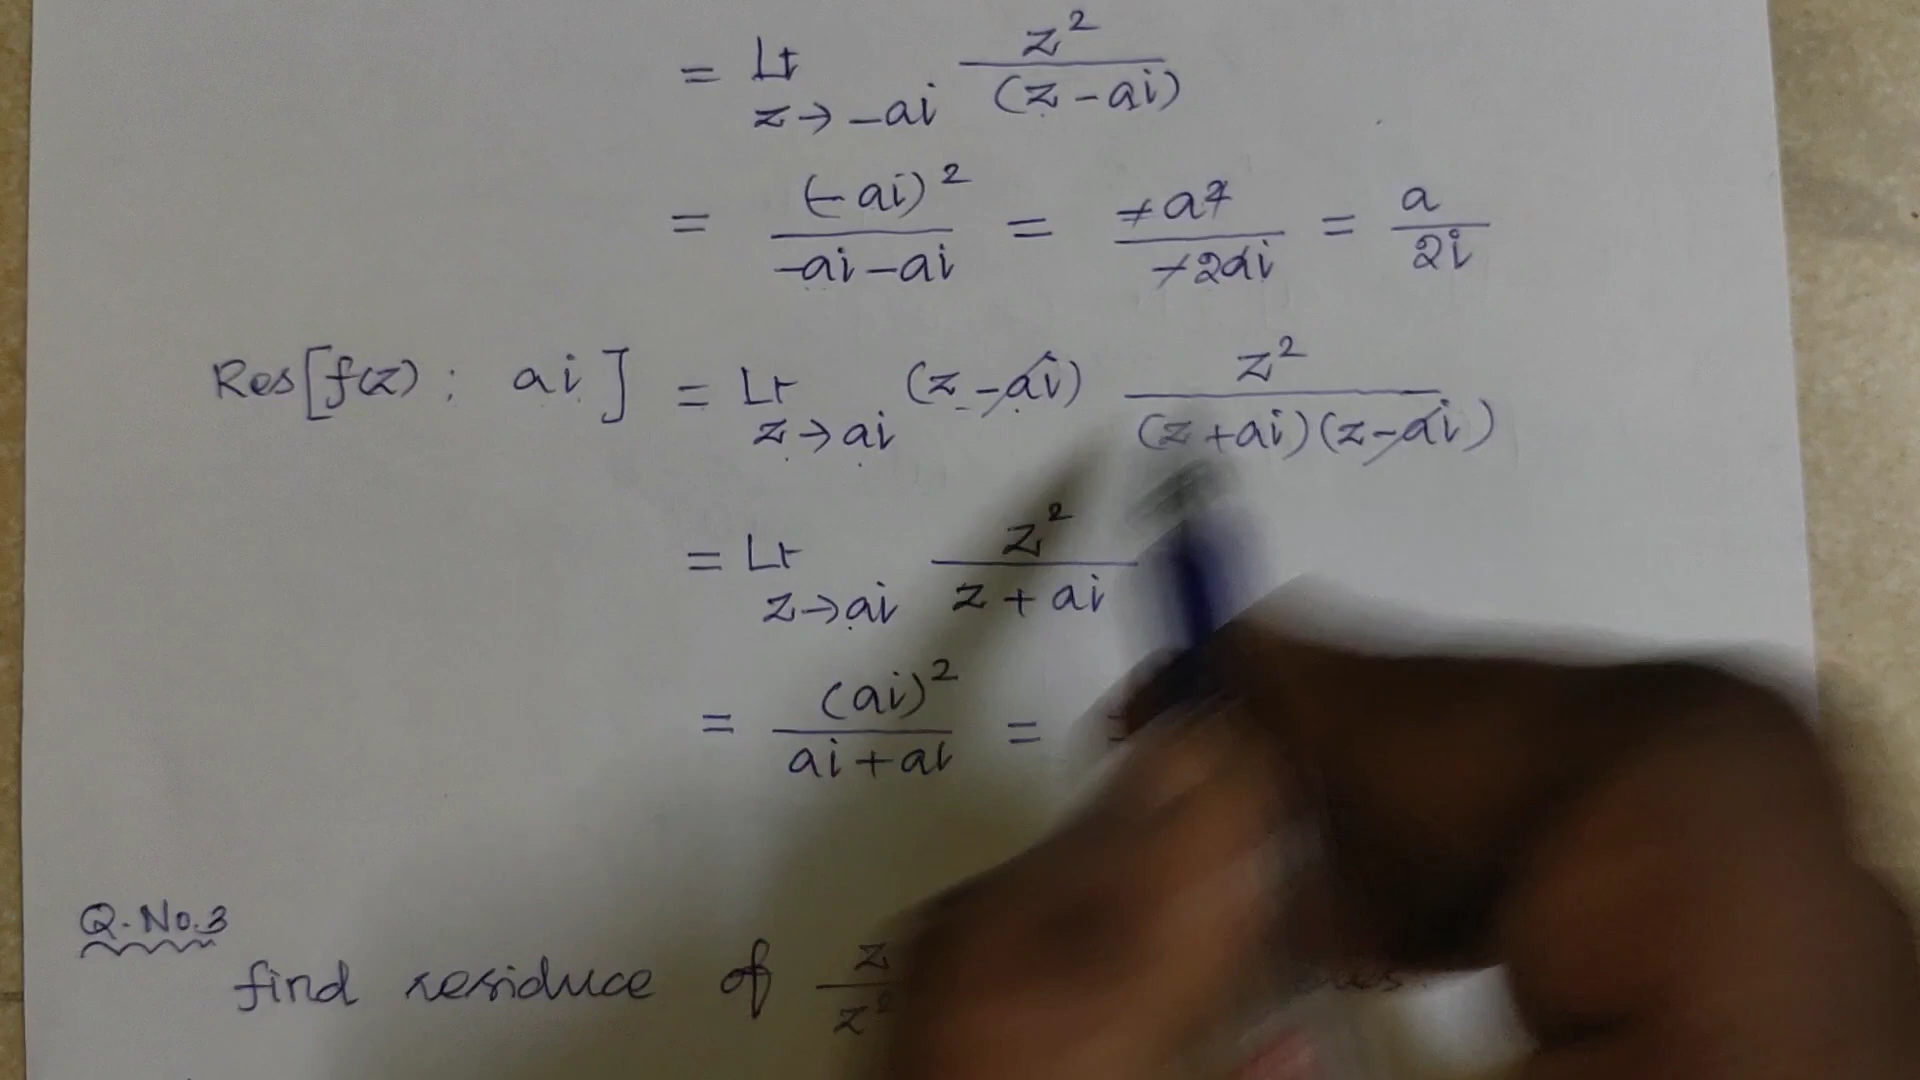 = Lt z²/(z - ai)
z → -ai
= (-ai)²/(-ai - ai) = -a²/(-2ai) = a/2i
Res[f(z) : ai] = Lt (z - ai) z²/((z + ai)(z - ai))
z → ai
= Lt z²/(z + ai)
z → ai
= (ai)²/(ai + ai) =
Q. No. 3
find residuce of z